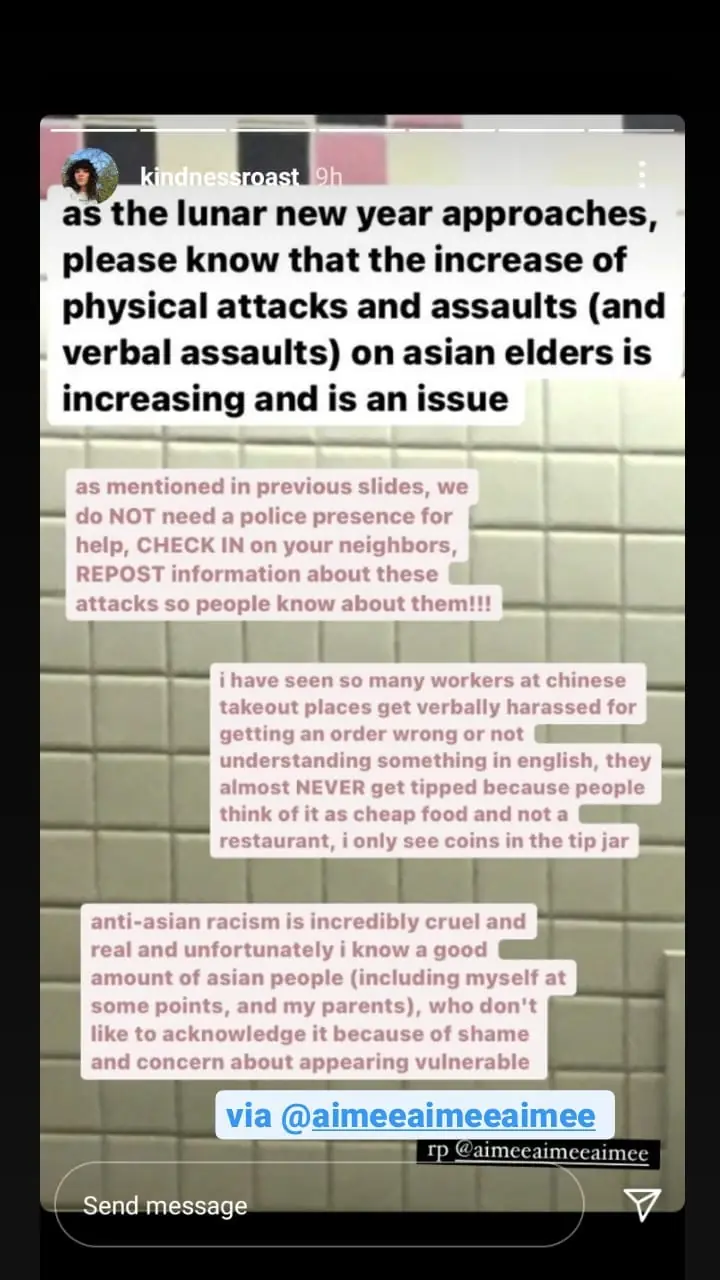 kindnessroast 9h
as the lunar new year approaches,
please know that the increase of
physical attacks and assaults (and
verbal assaults) on asian elders is
increasing and is an issue
as mentioned in previous slides, we
do NOT need a police presence for
help, CHECK IN on your neighbors,
REPOST information about these
attacks so people know about them!!!
i have seen so many workers at chinese
takeout places get verbally harassed for
getting an order wrong or not
understanding something in english, they
almost NEVER get tipped because people
think of it as cheap food and not a
restaurant, i only see coins in the tip jar
anti-asian racism is incredibly cruel and
real and unfortunately i know a good
amount of asian people (including myself at
some points, and my parents), who don't
like to acknowledge it because of shame
and concern about appearing vulnerable
via @aimeeaimeeaimee
rp @aimeeaimeeaimee
Send message